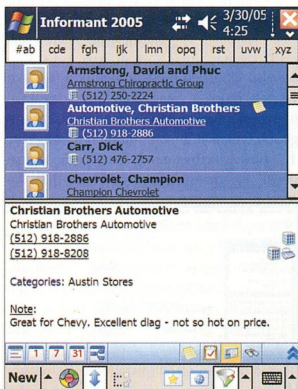 Informant 2005
3/30/05
4:25
#ab cde fgh ijk lmn opq rst uvw xyz
Armstrong, David and Phuc
Armstrong Chiropractic Group
(512) 250-2224
Automotive, Christian Brothers
Christian Brothers Automotive
(512) 918-2886
Carr, Dick
(512) 476-2757
Chevrolet, Champion
Champion Chevrolet
Christian Brothers Automotive
Christian Brothers Automotive
(512) 918-2886
(512) 918-8208
Categories: Austin Stores
Note:
Great for Chevy. Excellent diag - not so hot on price.
1 7 31
New